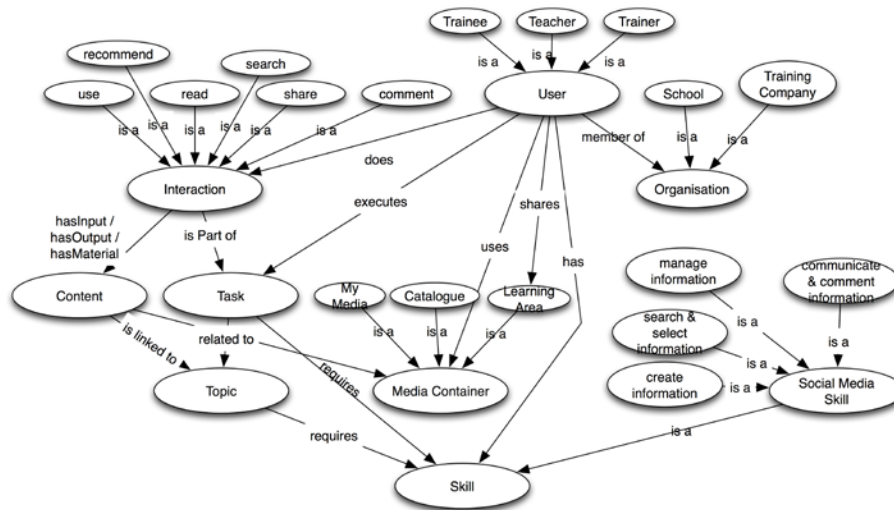 Trainee
Teacher
Trainer
is a
is a
is a
recommend
search
use
read
share
comment
is a
is a
is a
is a
is a
is a
User
School
Training
Company
member of
is a
is a
does
Interaction
Organisation
executes
shares
hasInput /
hasOutput /
hasMaterial
is Part of
uses
has
manage
information
communicate
& comment
information
Content
Task
My
Media
Catalogue
Learning
Area
is a
search &
select
information
is a
is linked to
related to
is a
is a
is a
is a
create
information
is a
Topic
requires
Media Container
Social Media
Skill
requires
is a
Skill